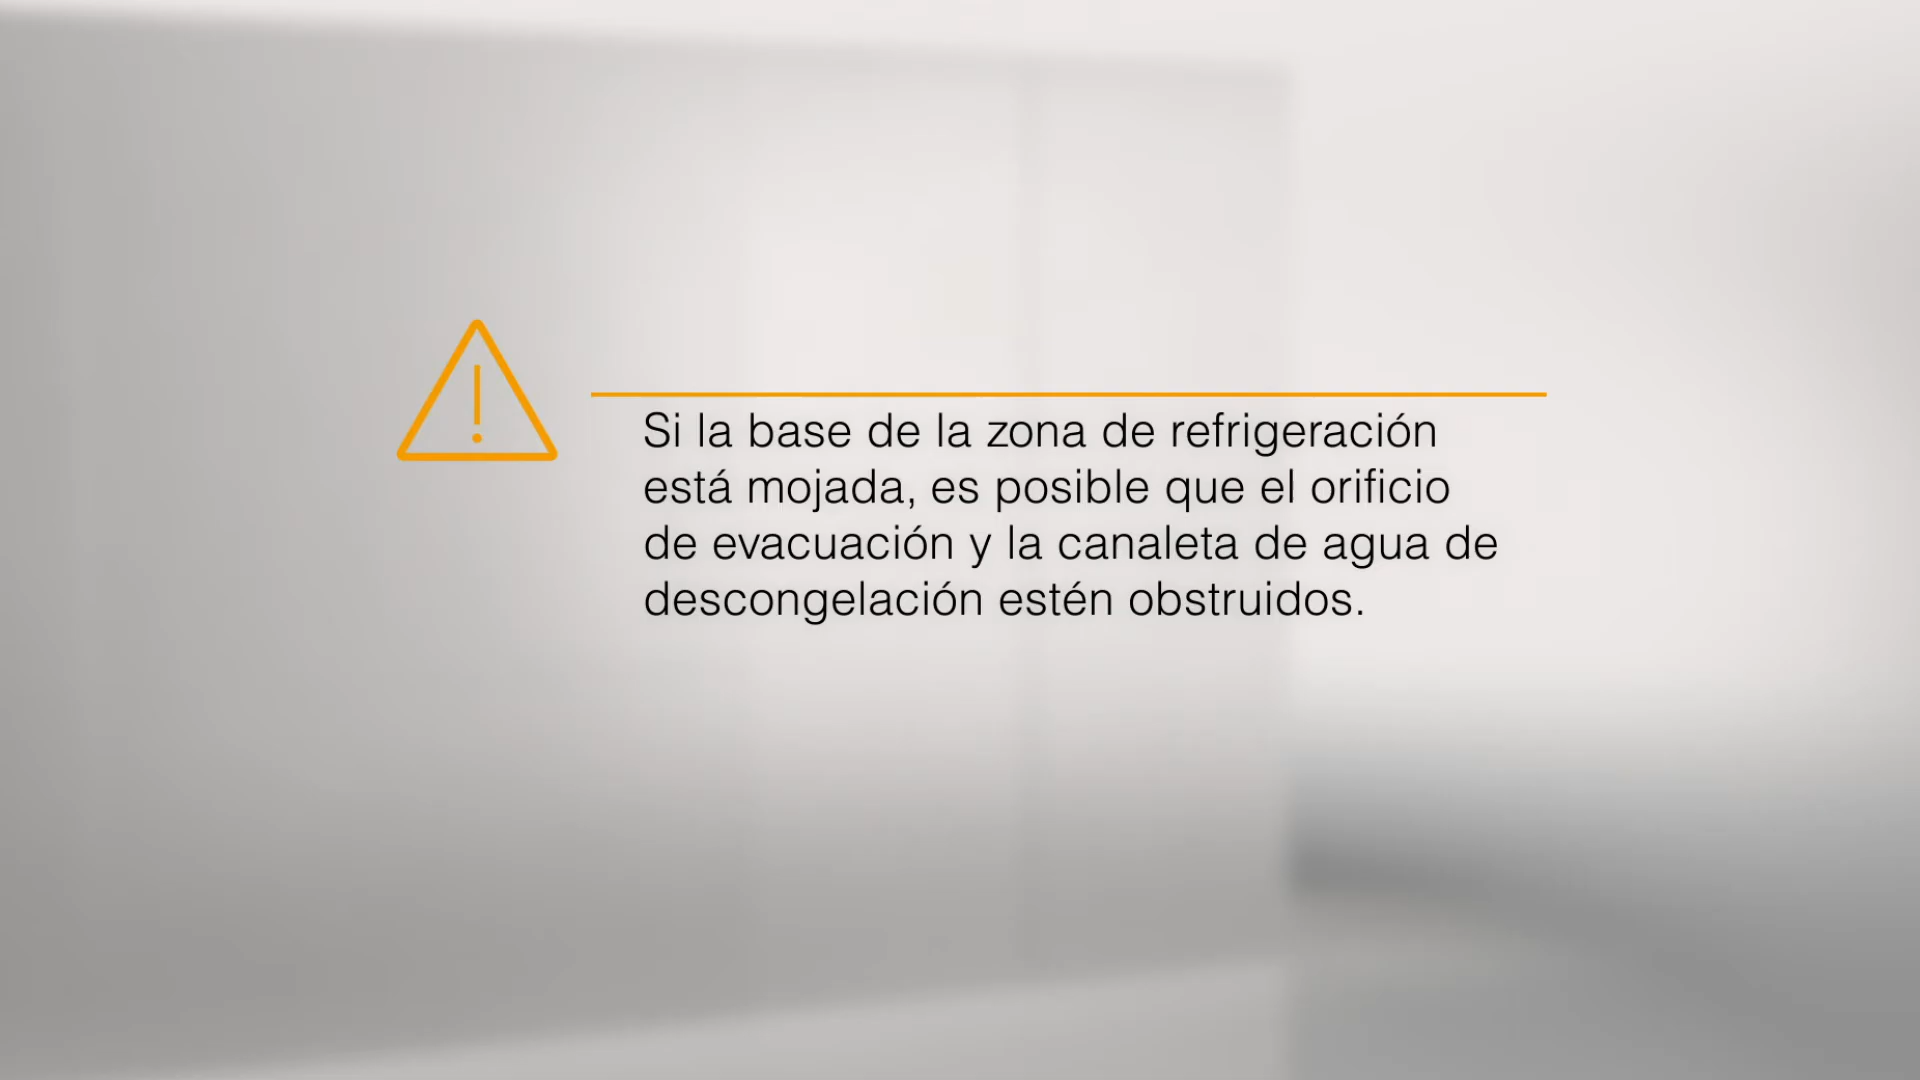 Si la base de la zona de refrigeración
está mojada, es posible que el orificio
de evacuación y la canaleta de agua de
descongelación estén obstruidos.